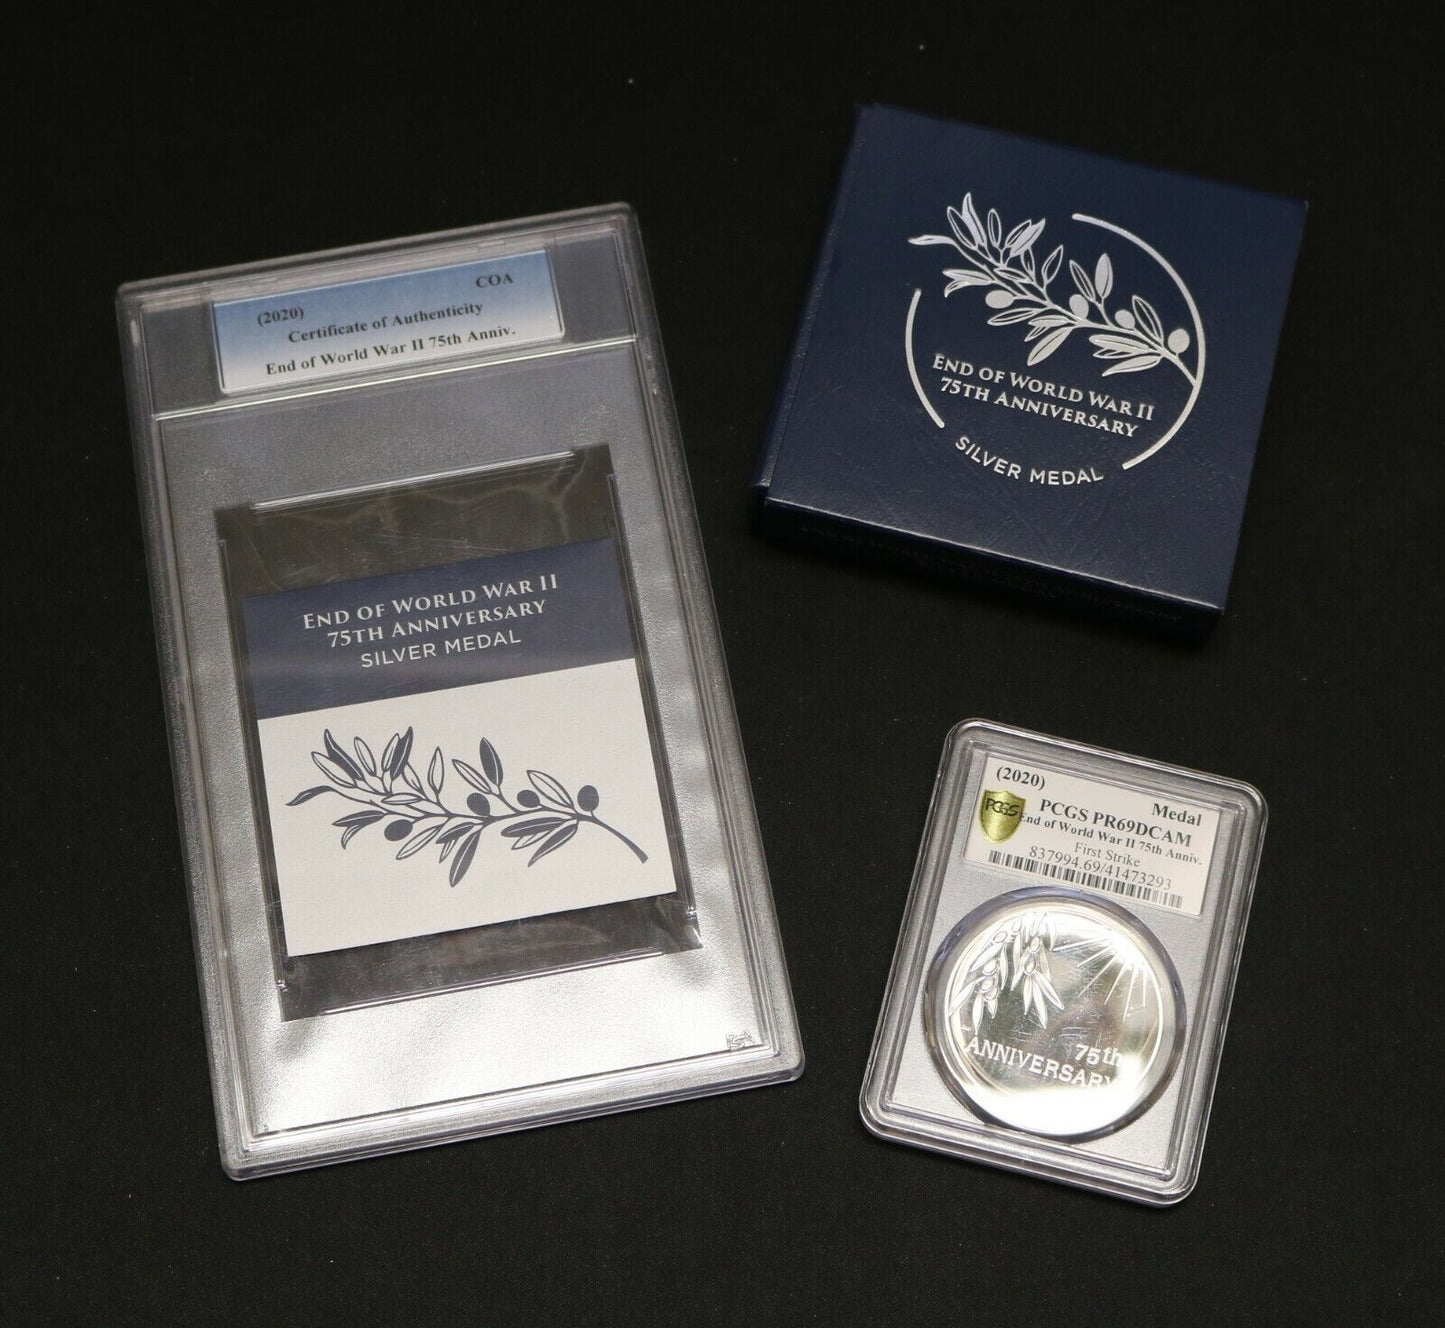 COA
(2020)
Certificate of Authenticity
End of World War II 75th Anniv.
END OF WORLD WAR II
75TH ANNIVERSARY
SILVER MEDAL
END OF WORLD WAR II
75TH ANNIVERSARY
SILVER MEDAL
(2020) Medal
PCGS
PCGS PR69DCAM
End of World War II 75th Anniv.
First Strike
837994.69/41473293
75th
ANNIVERSARY